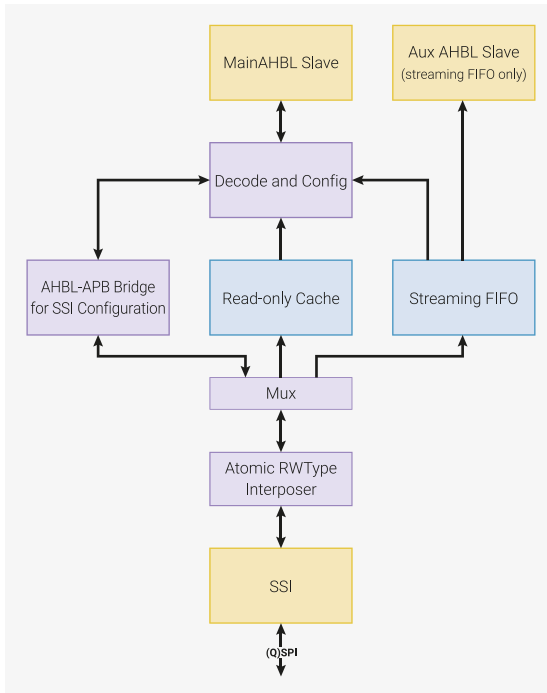 MainAHBL Slave
Aux AHBL Slave
(streaming FIFO only)
Decode and Config
AHBL-APB Bridge
for SSI Configuration
Read-only Cache
Streaming FIFO
Mux
Atomic RWType
Interposer
SSI
(Q)SPI